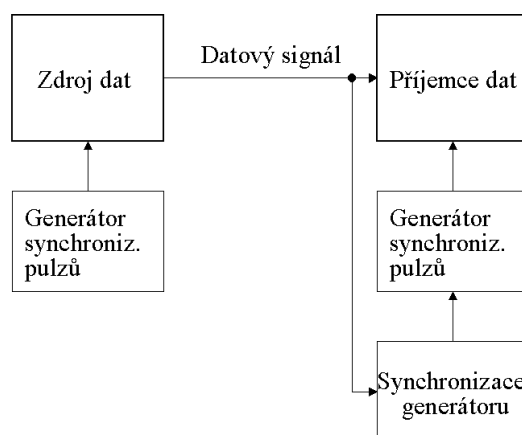 Datový signál
Zdroj dat
Příjemce dat
Generátor
synchroniz.
pulzů
Generátor
synchroniz.
pulzů
Synchronizace
generátoru